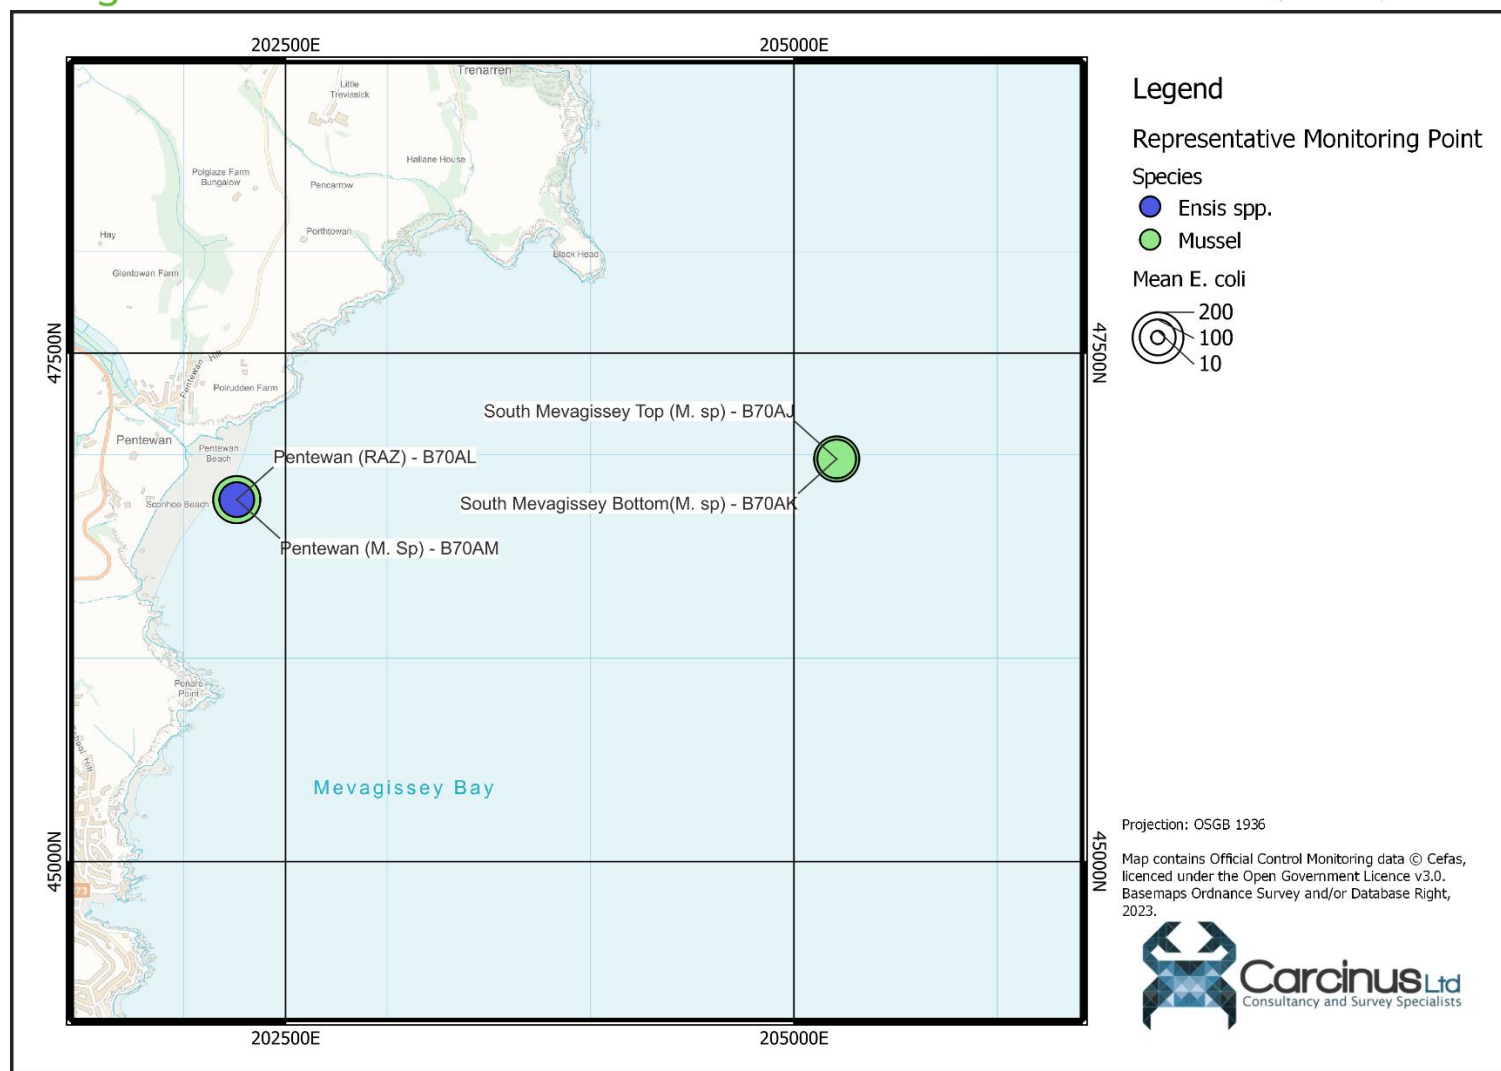 202500E
205000E
Trenarren
Little
Trevissick
Hallane House
Polglaze Farm
Bungalow
Pencarrow
Porthtowan
Hay
Glentowan Farm
Black Head
47500N
47500N
Pentewan Hill
Polrudden Farm
Pentewan
Pentewan
Beach
Sconhoe Beach
South Mevagissey Top (M. sp) - B70AJ
Pentewan (RAZ) - B70AL
South Mevagissey Bottom(M. sp) - B70AK
Pentewan (M. Sp) - B70AM
Penare
Point
Mevagissey Bay
45000N
45000N
202500E
205000E
Legend
Representative Monitoring Point
Species
Ensis spp.
Mussel
Mean E. coli
200
100
10
Projection: OSGB 1936
Map contains Official Control Monitoring data © Cefas,
licenced under the Open Government Licence v3.0.
Basemaps Ordnance Survey and/or Database Right,
2023.
Carcinus Ltd
Consultancy and Survey Specialists